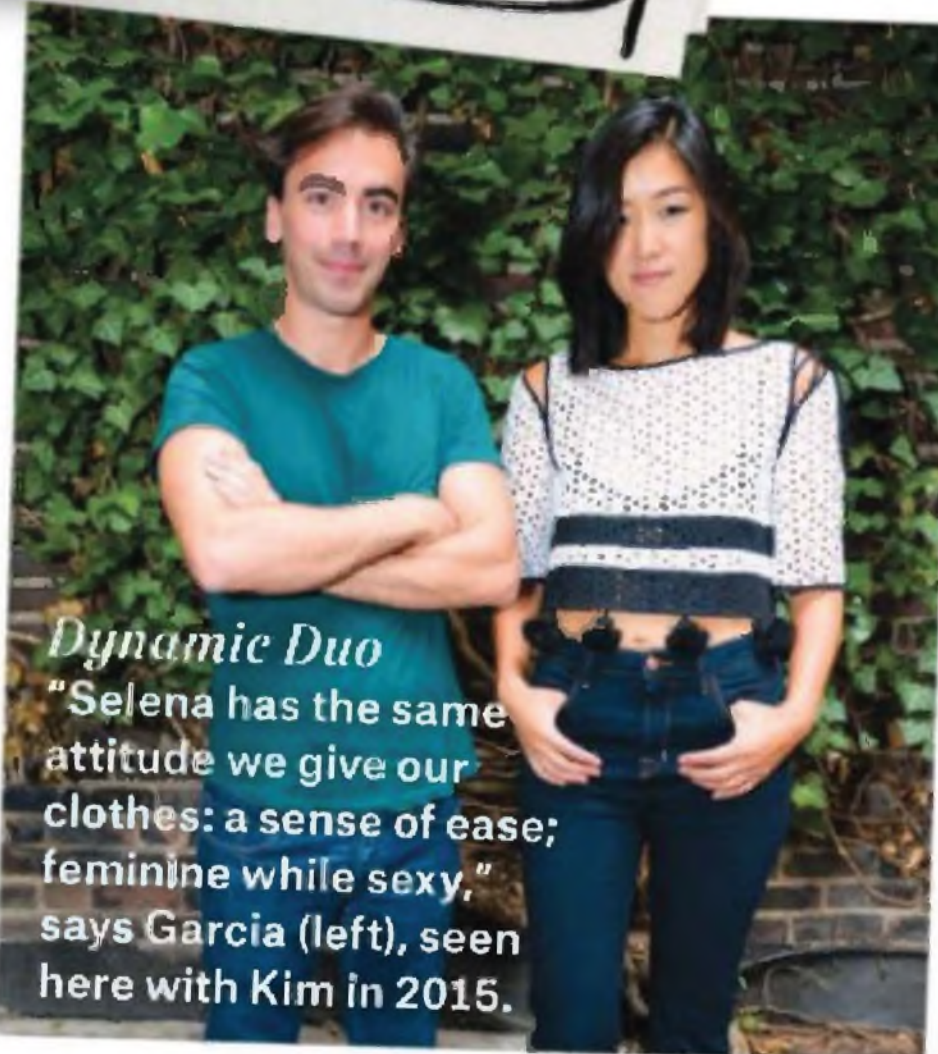 Dynamic Duo
"Selena has the same
attitude we give our
clothes: a sense of ease;
feminine while sexy,"
says Garcia (left), seen
here with Kim in 2015.